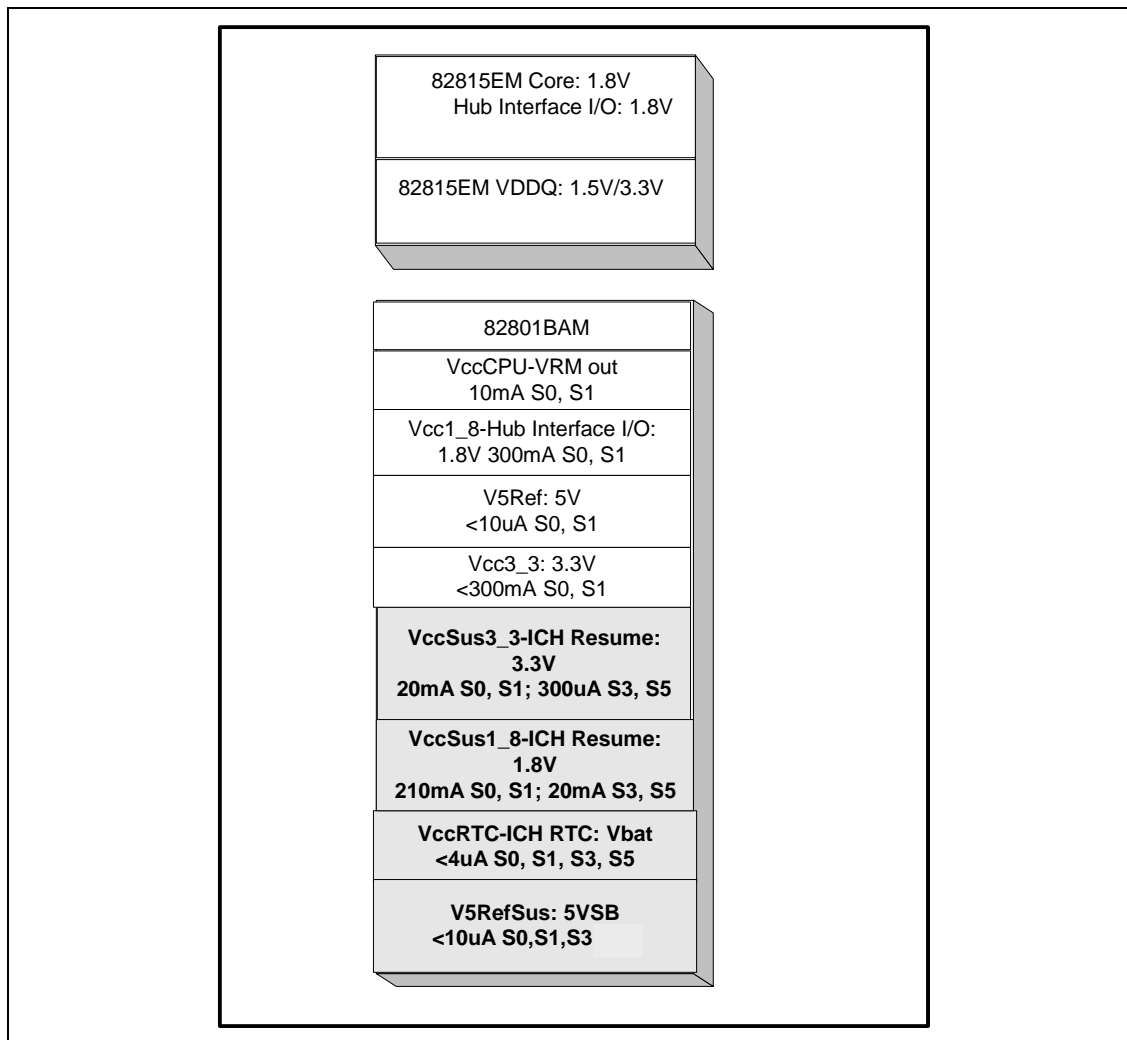 82815EM Core: 1.8V
Hub Interface I/O: 1.8V
82815EM VDDQ: 1.5V/3.3V
82801BAM
VccCPU-VRM out
10mA S0, S1
Vcc1_8-Hub Interface I/O:
1.8V 300mA S0, S1
V5Ref: 5V
<10uA S0, S1
Vcc3_3: 3.3V
<300mA S0, S1
VccSus3_3-ICH Resume:
3.3V
20mA S0, S1; 300uA S3, S5
VccSus1_8-ICH Resume:
1.8V
210mA S0, S1; 20mA S3, S5
VccRTC-ICH RTC: Vbat
<4uA S0, S1, S3, S5
V5RefSus: 5VSB
<10uA S0,S1,S3